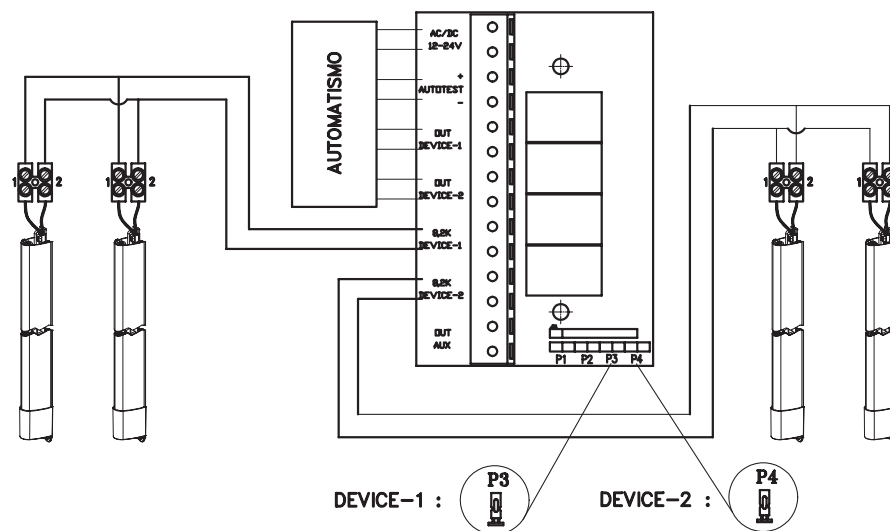 AC/DC
12-24V
+
AUTOTEST
-
OUT
DEVICE-1
OUT
DEVICE-2
8,2K
DEVICE-1
8,2K
DEVICE-2
OUT
AUX
AUTOMATISMO
1 2
1 2
1 2
1 2
P1 P2 P3 P4
DEVICE-1 : P3
DEVICE-2 : P4